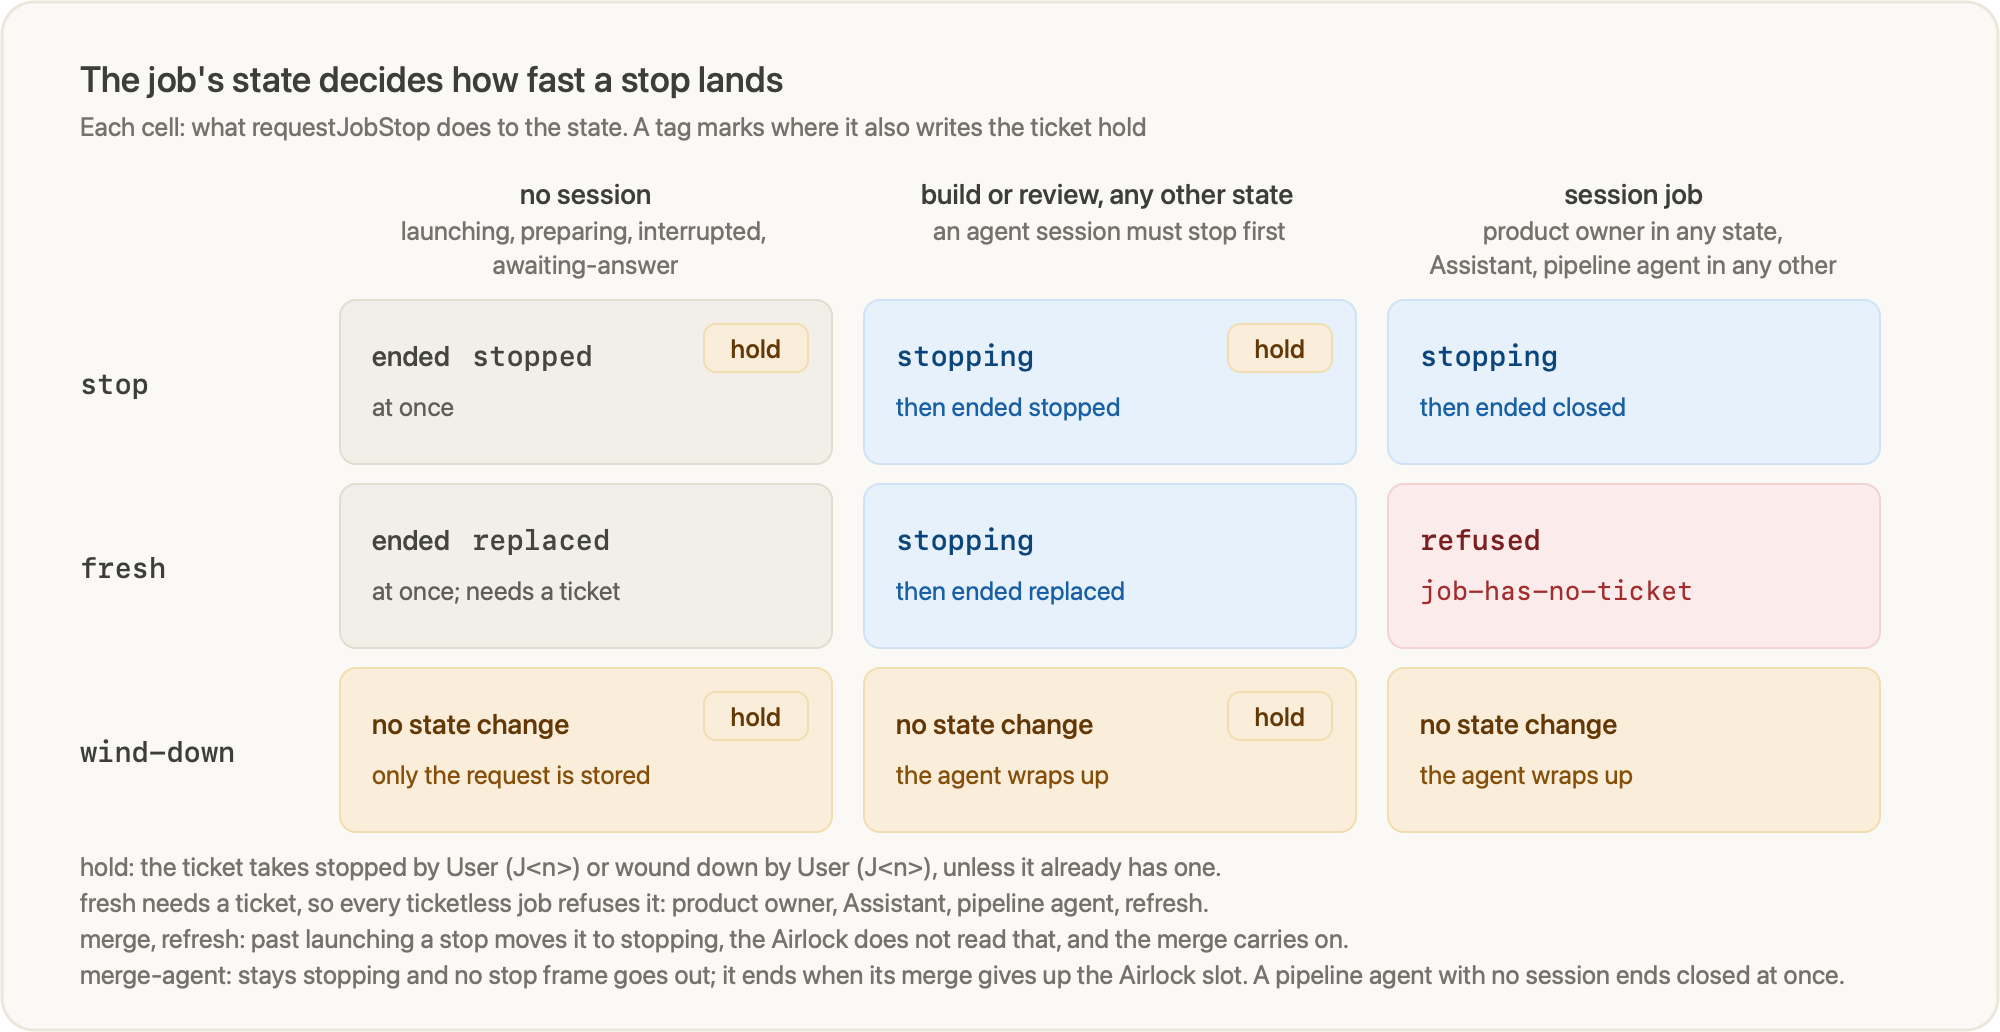 The job's state decides how fast a stop lands
Each cell: what requestJobStop does to the state. A tag marks where it also writes the ticket hold
no session
launching, preparing, interrupted,
awaiting-answer
build or review, any other state
an agent session must stop first
session job
product owner in any state,
Assistant, pipeline agent in any other
stop
ended stopped
hold
at once
stopping
hold
then ended stopped
stopping
then ended closed
fresh
ended replaced
at once; needs a ticket
stopping
then ended replaced
refused
job-has-no-ticket
wind-down
no state change
hold
only the request is stored
no state change
hold
the agent wraps up
no state change
the agent wraps up
hold: the ticket takes stopped by User (J<n>) or wound down by User (J<n>), unless it already has one.
fresh needs a ticket, so every ticketless job refuses it: product owner, Assistant, pipeline agent, refresh.
merge, refresh: past launching a stop moves it to stopping, the Airlock does not read that, and the merge carries on.
merge-agent: stays stopping and no stop frame goes out; it ends when its merge gives up the Airlock slot. A pipeline agent with no session ends closed at once.